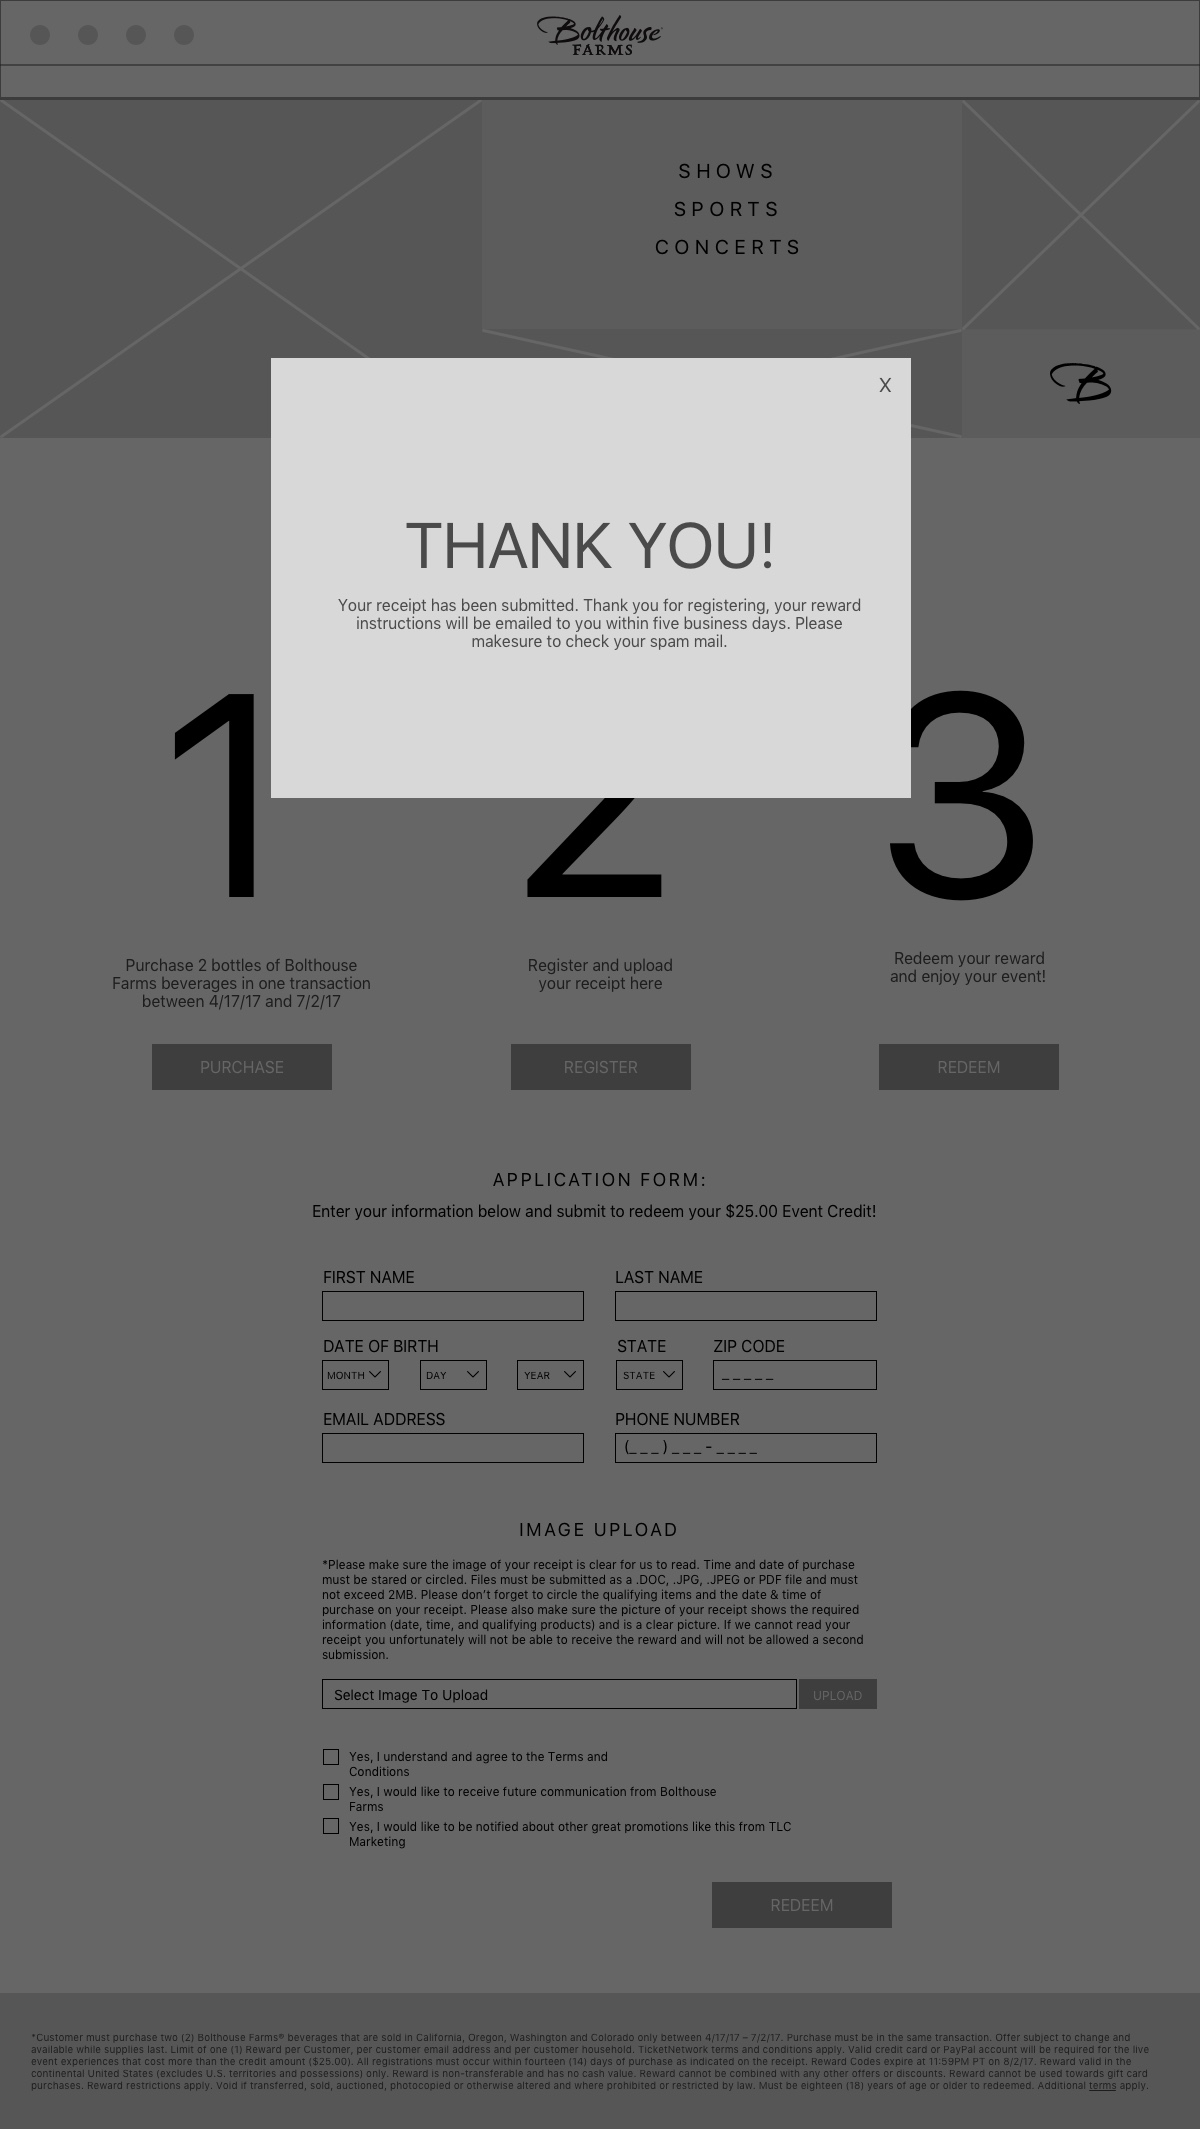 Bolthouse
FARMS
SHOWS
SPORTS
CONCERTS
B
X
THANK YOU!
Your receipt has been submitted. Thank you for registering, your reward
instructions will be emailed to you within five business days. Please
makesure to check your spam mail.
1
2
3
Purchase 2 bottles of Bolthouse
Farms beverages in one transaction
between 4/17/17 and 7/2/17
Register and upload
your receipt here
Redeem your reward
and enjoy your event!
PURCHASE
REGISTER
REDEEM
APPLICATION FORM:
Enter your information below and submit to redeem your $25.00 Event Credit!
FIRST NAME
LAST NAME
DATE OF BIRTH
STATE
ZIP CODE
MONTH
DAY
YEAR
STATE
_ _ _ _ _
EMAIL ADDRESS
PHONE NUMBER
(_ _ _ ) _ _ _ - _ _ _ _
IMAGE UPLOAD
*Please make sure the image of your receipt is clear for us to read. Time and date of purchase
must be stared or circled. Files must be submitted as a .DOC, .JPG, .JPEG or PDF file and must
not exceed 2MB. Please don’t forget to circle the qualifying items and the date & time of
purchase on your receipt. Please also make sure the picture of your receipt shows the required
information (date, time, and qualifying products) and is a clear picture. If we cannot read your
receipt you unfortunately will not be able to receive the reward and will not be allowed a second
submission.
Select Image To Upload
UPLOAD
Yes, I understand and agree to the Terms and
Conditions
Yes, I would like to receive future communication from Bolthouse
Farms
Yes, I would like to be notified about other great promotions like this from TLC
Marketing
REDEEM
*Customer must purchase two (2) Bolthouse Farms® beverages that are sold in California, Oregon, Washington and Colorado only between 4/17/17 – 7/2/17. Purchase must be in the same transaction. Offer subject to change and
available while supplies last. Limit of one (1) Reward per Customer, per customer email address and per customer household. TicketNetwork terms and conditions apply. Valid credit card or PayPal account will be required for the live
event experiences that cost more than the credit amount ($25.00). All registrations must occur within fourteen (14) days of purchase as indicated on the receipt. Reward Codes expire at 11:59PM PT on 8/2/17. Reward valid in the
continental United States (excludes U.S. territories and possessions) only. Reward is non-transferable and has no cash value. Reward cannot be combined with any other offers or discounts. Reward cannot be used towards gift card
purchases. Reward restrictions apply. Void if transferred, sold, auctioned, photocopied or otherwise altered and where prohibited or restricted by law. Must be eighteen (18) years of age or older to redeemed. Additional terms apply.